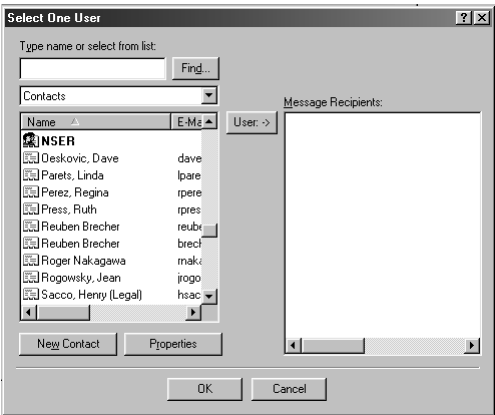 Select One User
Type name or select from list:
Find...
Contacts
Message Recipients:
Name E-Ma
User: ->
NSER
Oeskovic, Dave dave
Parets, Linda lpare
Perez, Regina rpere
Press, Ruth rpres
Reuben Brecher reube
Reuben Brecher brech
Roger Nakagawa rnaka
Rogowsky, Jean jrogo
Sacco, Henry (Legal) hsac
New Contact
Properties
OK
Cancel